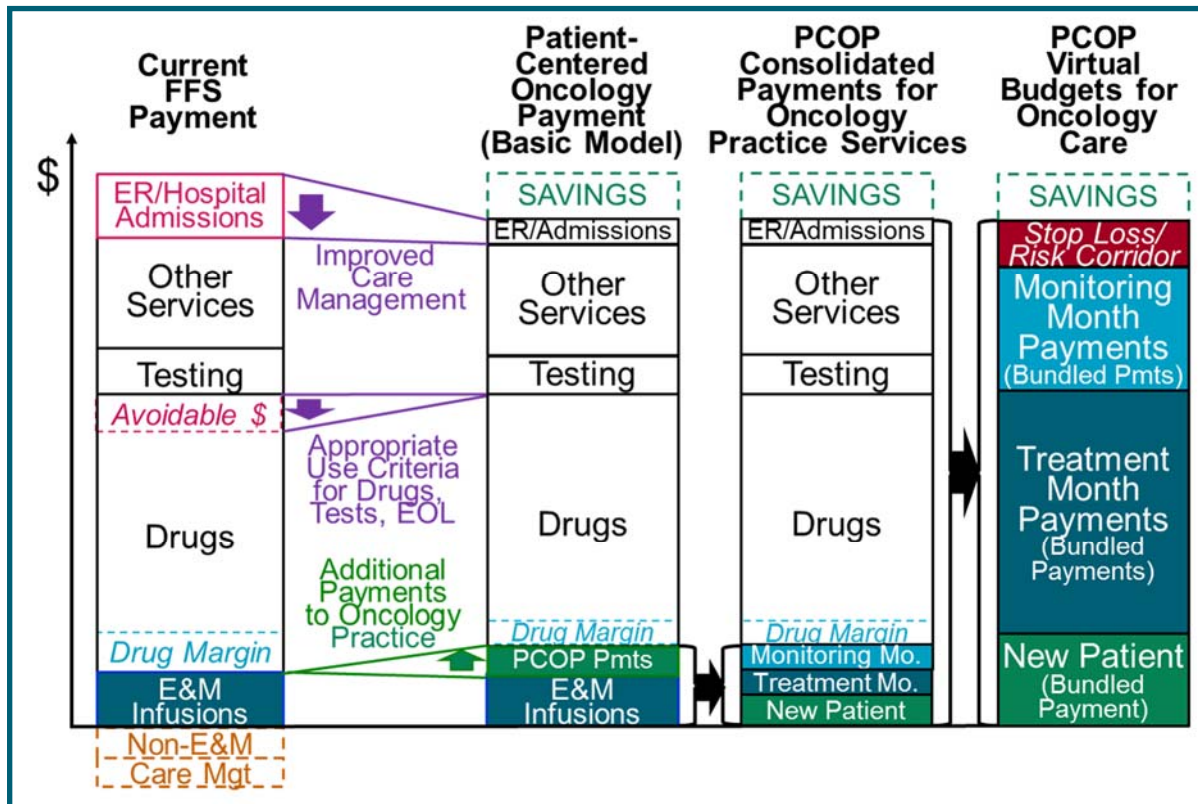 Current
FFS
Payment
Patient-
Centered
Oncology
Payment
(Basic Model)
PCOP
Consolidated
Payments for
Oncology
Practice Services
PCOP
Virtual
Budgets for
Oncology
Care
$
ER/Hospital
Admissions
Other
Services
Testing
Avoidable $
Drugs
Drug Margin
E&M
Infusions
Non-E&M
Care Mgt
Improved
Care
Management
Appropriate
Use Criteria
for Drugs,
Tests, EOL
Additional
Payments
to Oncology
Practice
SAVINGS
ER/Admissions
Other
Services
Testing
Drugs
Drug Margin
PCOP Pmts
E&M
Infusions
SAVINGS
ER/Admissions
Other
Services
Testing
Drugs
Drug Margin
Monitoring Mo.
Treatment Mo.
New Patient
SAVINGS
Stop Loss/
Risk Corridor
Monitoring
Month
Payments
(Bundled Pmts)
Treatment
Month
Payments
(Bundled
Payments)
New Patient
(Bundled
Payment)